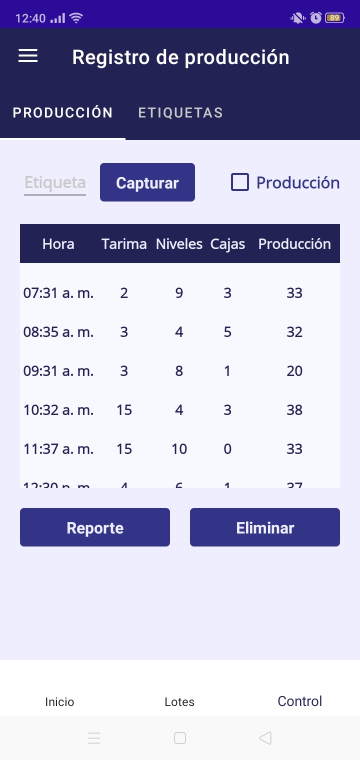 12:40 89
Registro de producción
PRODUCCIÓN ETIQUETAS
Etiqueta Capturar Producción
Hora Tarima Niveles Cajas Producción
07:31 a. m. 2 9 3 33
08:35 a. m. 3 4 5 32
09:31 a. m. 3 8 1 20
10:32 a. m. 15 4 3 38
11:37 a. m. 15 10 0 33
12:30 p. m. 4 6 1 37
Reporte Eliminar
Inicio Lotes Control